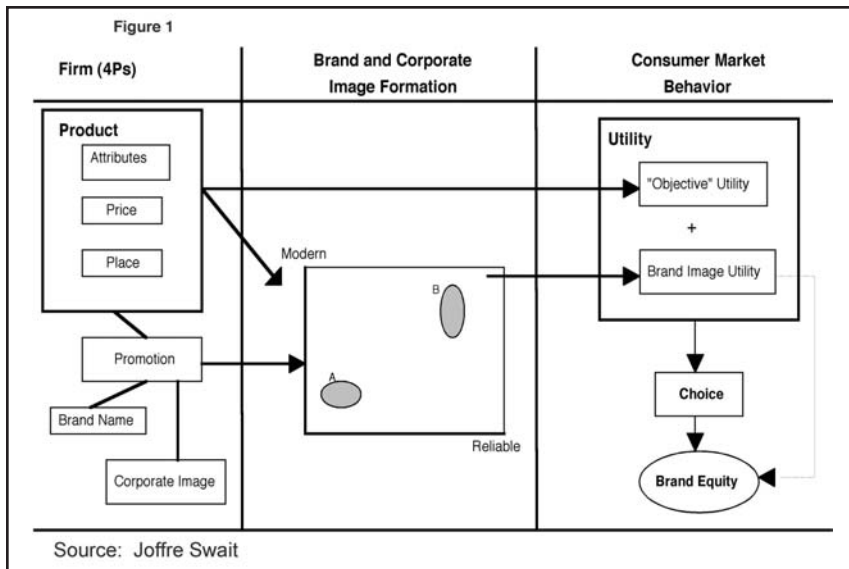 Figure 1
Firm (4Ps)
Brand and Corporate
Image Formation
Consumer Market
Behavior
Product
Attributes
Price
Place
Promotion
Brand Name
Corporate Image
Modern
B
A
Reliable
Utility
"Objective" Utility
+
Brand Image Utility
Choice
Brand Equity
Source: Joffre Swait